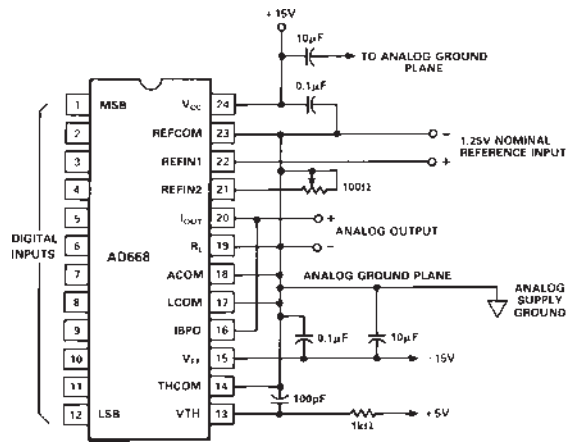 +15V
10μF
TO ANALOG GROUND
PLANE
0.1μF
1 MSB VCC 24
2 REFCOM 23
3 REFIN1 22
4 REFIN2 21
5 IOUT 20
6 RL 19
7 ACOM 18
8 LCOM 17
9 IBPO 16
10 VEE 15
11 THCOM 14
12 LSB VTH 13
DIGITAL
INPUTS
AD668
−
1.25V NOMINAL
REFERENCE INPUT
+
100Ω
+
ANALOG OUTPUT
−
ANALOG GROUND PLANE
ANALOG
SUPPLY
GROUND
0.1μF
10μF
-15V
100pF
1kΩ
+5V